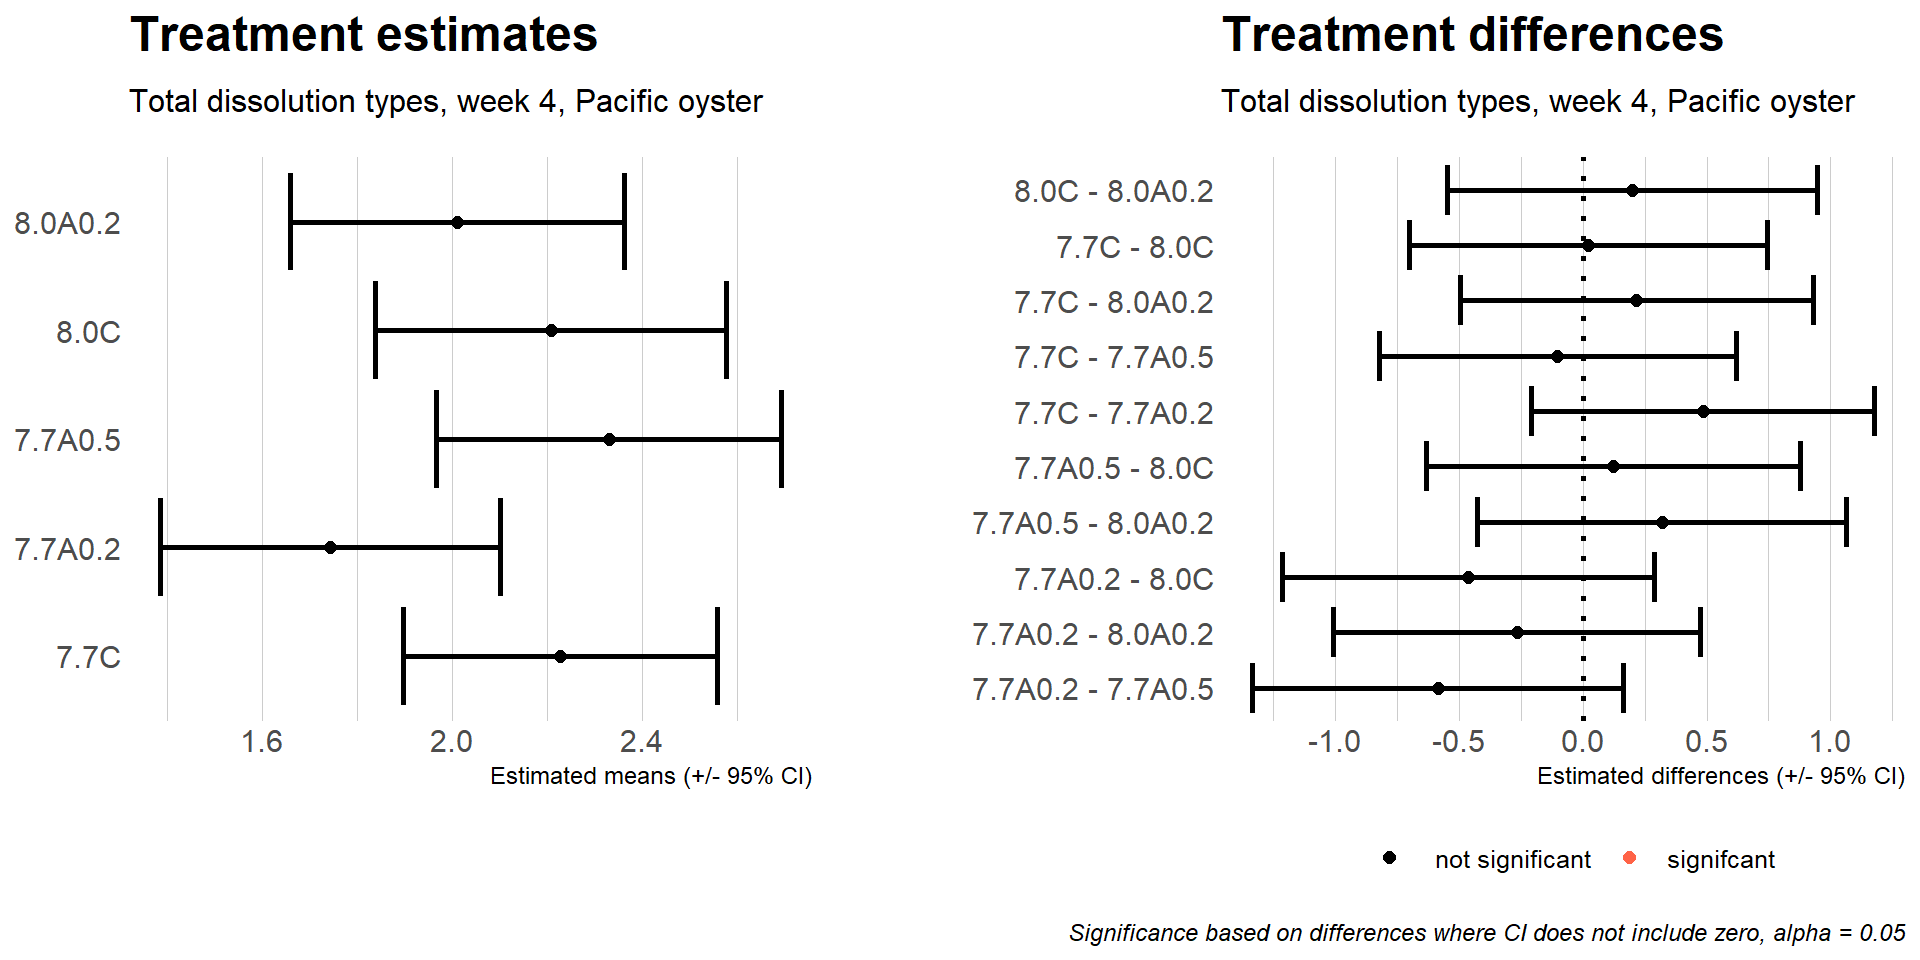 Treatment estimates
Total dissolution types, week 4, Pacific oyster
8.0A0.2
8.0C
7.7A0.5
7.7A0.2
7.7C
1.6 2.0 2.4
Estimated means (+/- 95% CI)
Treatment differences
Total dissolution types, week 4, Pacific oyster
8.0C - 8.0A0.2
7.7C - 8.0C
7.7C - 8.0A0.2
7.7C - 7.7A0.5
7.7C - 7.7A0.2
7.7A0.5 - 8.0C
7.7A0.5 - 8.0A0.2
7.7A0.2 - 8.0C
7.7A0.2 - 8.0A0.2
7.7A0.2 - 7.7A0.5
-1.0 -0.5 0.0 0.5 1.0
Estimated differences (+/- 95% CI)
not significant signifcant
Significance based on differences where CI does not include zero, alpha = 0.05